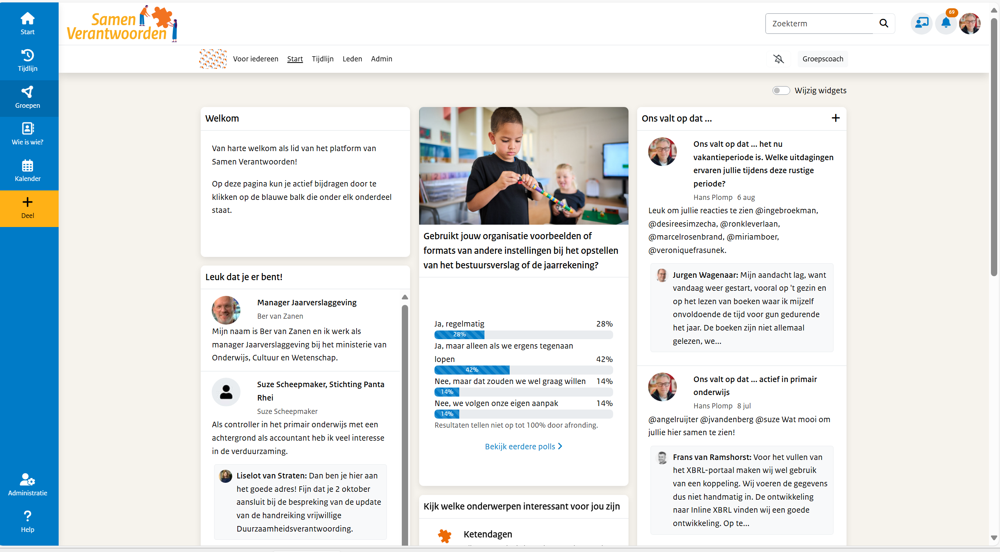 Start
Tijdlijn
Groepen
Wie is wie?
Kalender
Deel
Administratie
Help
Samen
Verantwoorden
Zoekterm
69
Voor iedereen Start Tijdlijn Leden Admin
Groepscoach
Wijzig widgets
Welkom
Van harte welkom als lid van het platform van
Samen Verantwoorden!
Op deze pagina kun je actief bijdragen door te
klikken op de blauwe balk die onder elk onderdeel
staat.
Leuk dat je er bent!
Manager Jaarverslaggeving
Ber van Zanen
Mijn naam is Ber van Zanen en ik werk als
manager Jaarverslaggeving bij het ministerie van
Onderwijs, Cultuur en Wetenschap.
Suze Scheepmaker, Stichting Panta
Rhei
Suze Scheepmaker
Als controller in het primair onderwijs met een
achtergrond als accountant heb ik veel interesse
in de verduurzaming.
Liselot van Straten: Dan ben je hier aan
het goede adres! Fijn dat je 2 oktober
aansluit bij de bespreking van de update
van de handreiking vrijwillige
Duurzaamheidsverantwoording.
Gebruikt jouw organisatie voorbeelden of
formats van andere instellingen bij het opstellen
van het bestuursverslag of de jaarrekening?
Ja, regelmatig 28%
28%
Ja, maar alleen als we ergens tegenaan
lopen 42%
42%
Nee, maar dat zouden we wel graag willen 14%
14%
Nee, we volgen onze eigen aanpak 14%
14%
Resultaten tellen niet op tot 100% door afronding.
Bekijk eerdere polls
Kijk welke onderwerpen interessant voor jou zijn
Ketendagen
Ons valt op dat ...
Ons valt op dat ... het nu
vakantieperiode is. Welke uitdagingen
ervaren jullie tijdens deze rustige
periode?
Hans Plomp 6 aug
Leuk om jullie reacties te zien @ingebroekman,
@desireesimzecha, @ronkleverlaan,
@marcelrosenbrand, @miriamboer,
@veroniquefrasunek.
Jurgen Wagenaar: Mijn aandacht lag, want
vandaag weer gestart, vooral op 't gezin en
op het lezen van boeken waar ik mijzelf
onvoldoende de tijd voor gun gedurende
het jaar. De boeken zijn niet allemaal
gelezen, we...
Ons valt op dat ... actief in primair
onderwijs
Hans Plomp 8 jul
@angelruijter @jvandenberg @suze Wat mooi om
jullie hier samen te zien!
Frans van Ramshorst: Voor het vullen van
het XBRL-portaal maken wij wel gebruik
van een koppeling. Wij voeren de gegevens
dus niet handmatig in. De ontwikkeling
naar Inline XBRL vinden wij een goede
ontwikkeling. Op te...